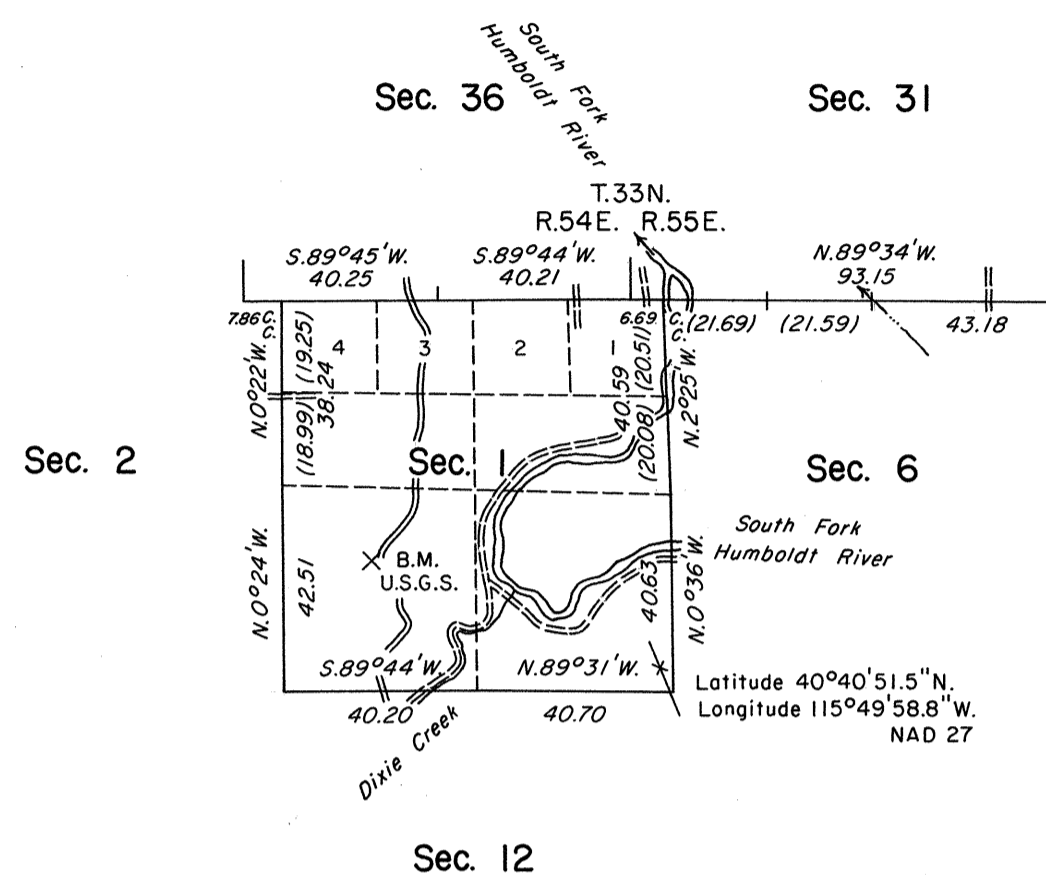 South Fork
Humboldt River
Sec. 36
Sec. 31
T.33N.
R.54E. R.55E.
S.89°45'W.
40.25
S.89°44'W.
40.21
N.89°34'W.
93.15
7.86 C.C.
6.69 C.C.
(21.69)
(21.59)
43.18
4
3
2
1
N.0°22'W.
(19.25)
(18.99)
38.24
40.59
(20.51)
(20.08)
N.2°25'W.
Sec. 2
Sec. 1
Sec. 6
South Fork
Humboldt River
N.0°24'W.
42.51
B.M.
U.S.G.S.
40.63
N.0°36'W.
S.89°44'W.
N.89°31'W.
40.20
40.70
Latitude 40°40'51.5"N.
Longitude 115°49'58.8"W.
NAD 27
Dixie Creek
Sec. 12